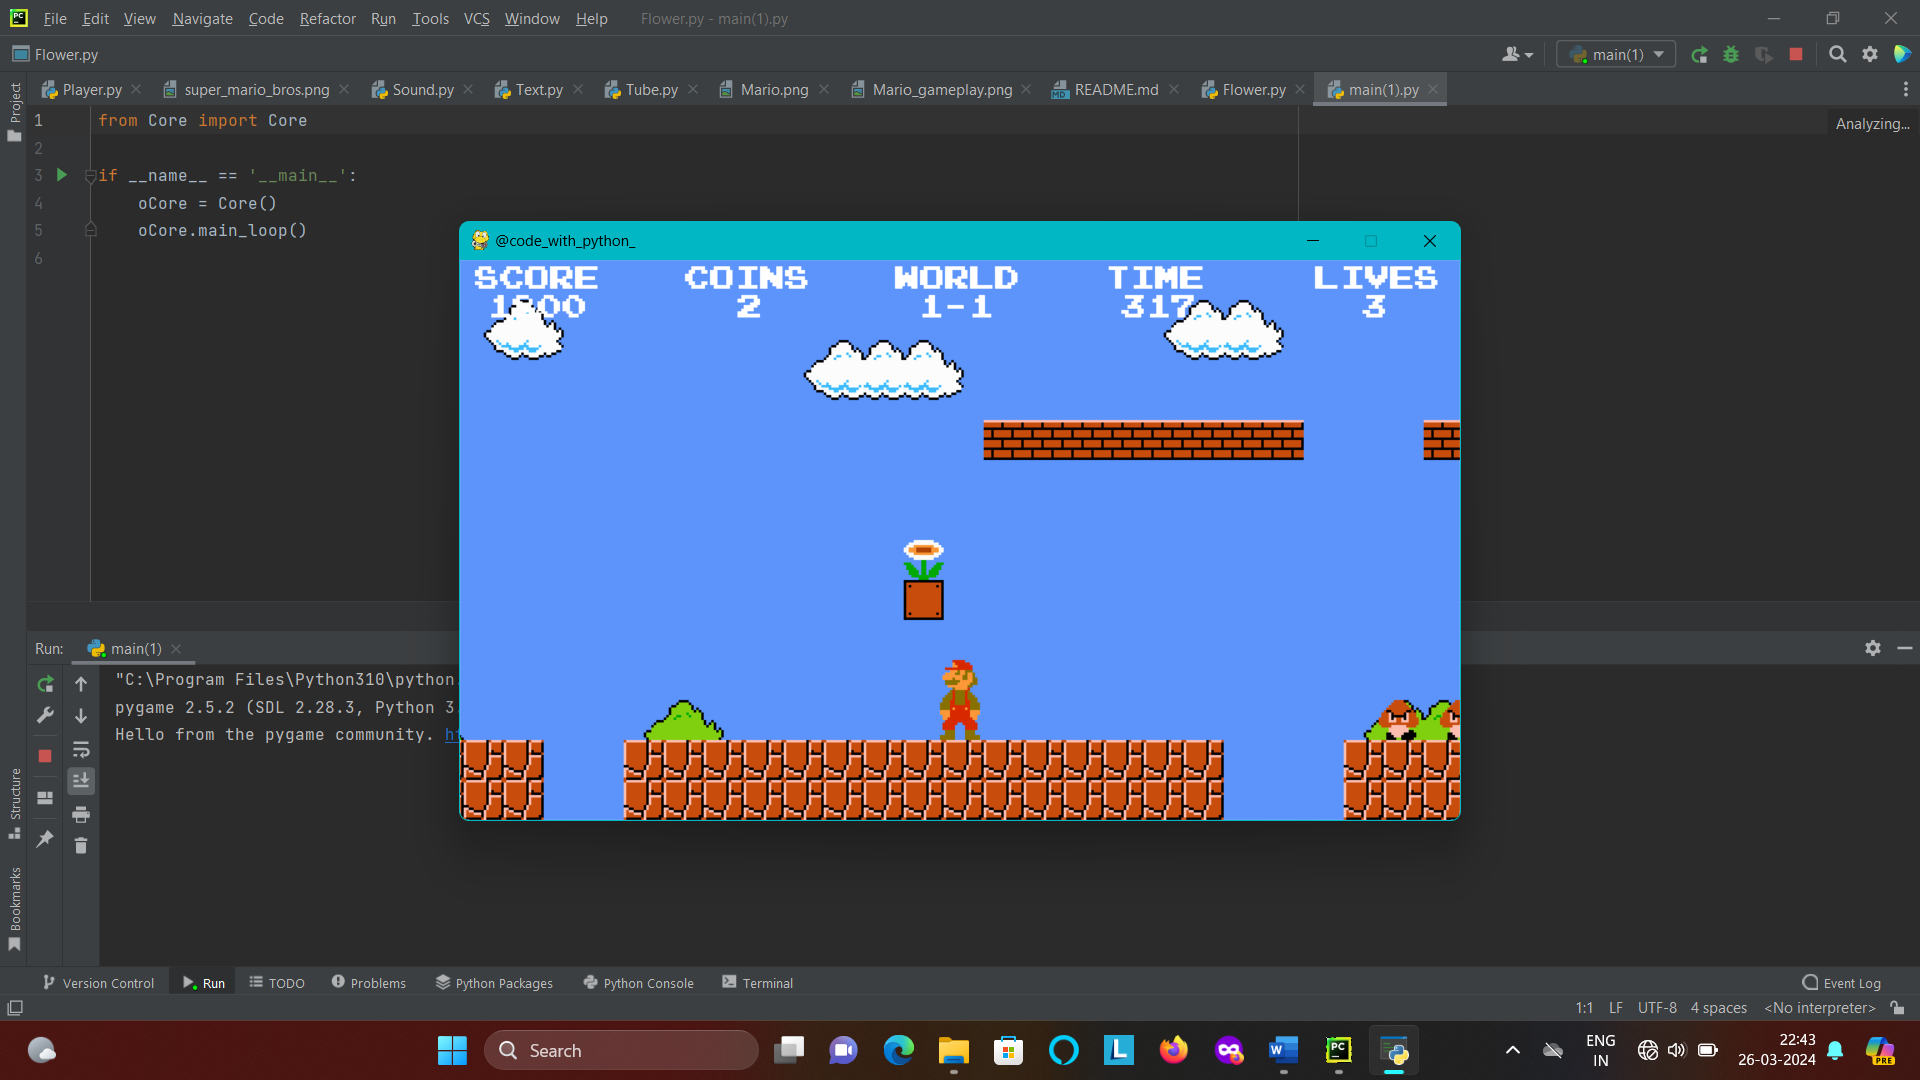 File Edit View Navigate Code Refactor Run Tools VCS Window Help Flower.py - main(1).py
Flower.py main(1)
Player.py super_mario_bros.png Sound.py Text.py Tube.py Mario.png Mario_gameplay.png README.md Flower.py main(1).py
Project
1 from Core import Core
Analyzing...
2
3 if __name__ == '__main__':
4 oCore = Core()
5 oCore.main_loop()
6
@code_with_python_
SCORE COINS WORLD TIME LIVES
2 1-1 317 3
Run: main(1)
"C:\Program Files\Python310\python
pygame 2.5.2 (SDL 2.28.3, Python 3.
Hello from the pygame community. ht
Structure
Bookmarks
Version Control Run TODO Problems Python Packages Python Console Terminal Event Log
1:1 LF UTF-8 4 spaces <No interpreter>
Search
ENG
IN
22:43
26-03-2024
PRE